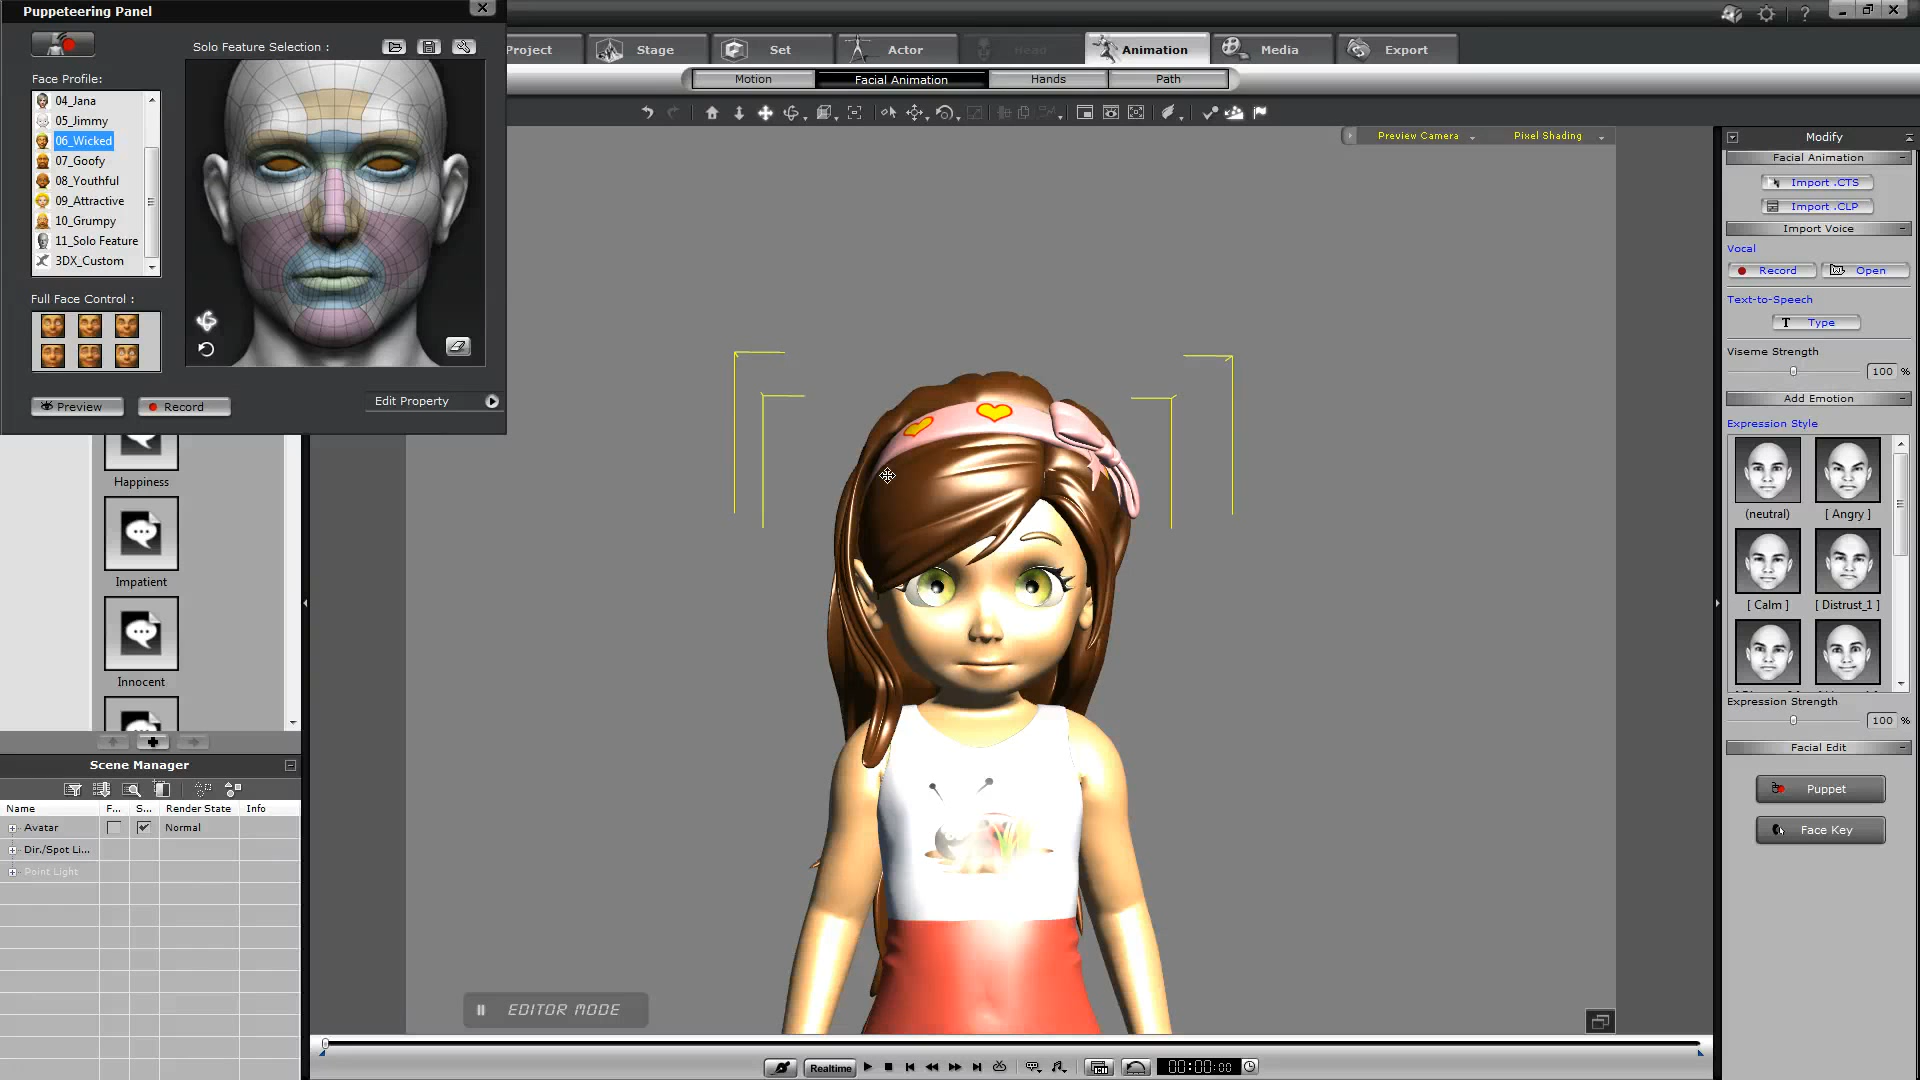 Puppeteering Panel
Solo Feature Selection :
Face Profile:
04_Jana
05_Jimmy
06_Wicked
07_Goofy
08_Youthful
09_Attractive
10_Grumpy
11_Solo Feature
3DX_Custom
Full Face Control :
Preview
Record
Edit Property
Project
Stage
Set
Actor
Head
Animation
Media
Export
Motion
Facial Animation
Hands
Path
Preview Camera
Pixel Shading
Happiness
Impatient
Innocent
Scene Manager
Name F... S... Render State Info
Avatar Normal
Dir./Spot Li...
Point Light
EDITOR MODE
Realtime
00:00:00
Modify
Facial Animation
Import .CTS
Import .CLP
Import Voice
Vocal
Record Open
Text-to-Speech
T Type
Viseme Strength
100 %
Add Emotion
Expression Style
(neutral) [ Angry ]
[ Calm ] [ Distrust_1 ]
Expression Strength
100 %
Facial Edit
Puppet
Face Key